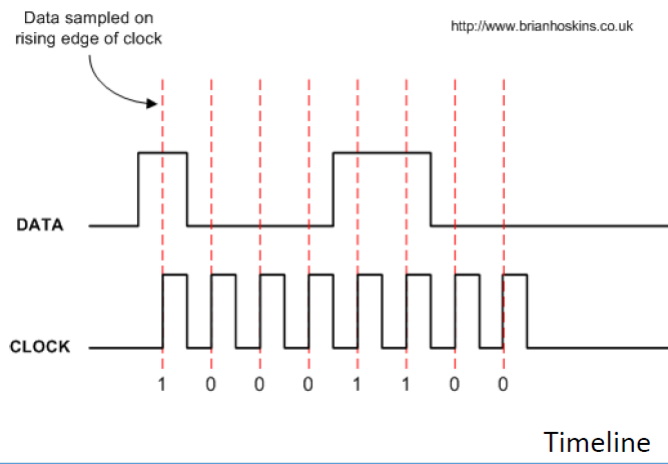 Data sampled on
rising edge of clock
http://www.brianhoskins.co.uk
DATA
CLOCK
1 0 0 0 1 1 0 0
Timeline